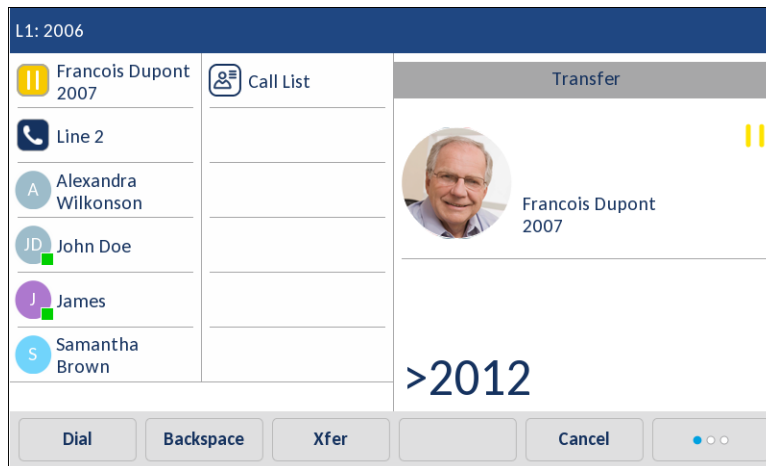 L1: 2006
Francois Dupont
2007
Line 2
A
Alexandra
Wilkonson
JD
John Doe
J
James
S
Samantha
Brown
Call List
Transfer
Francois Dupont
2007
>2012
Dial
Backspace
Xfer
Cancel